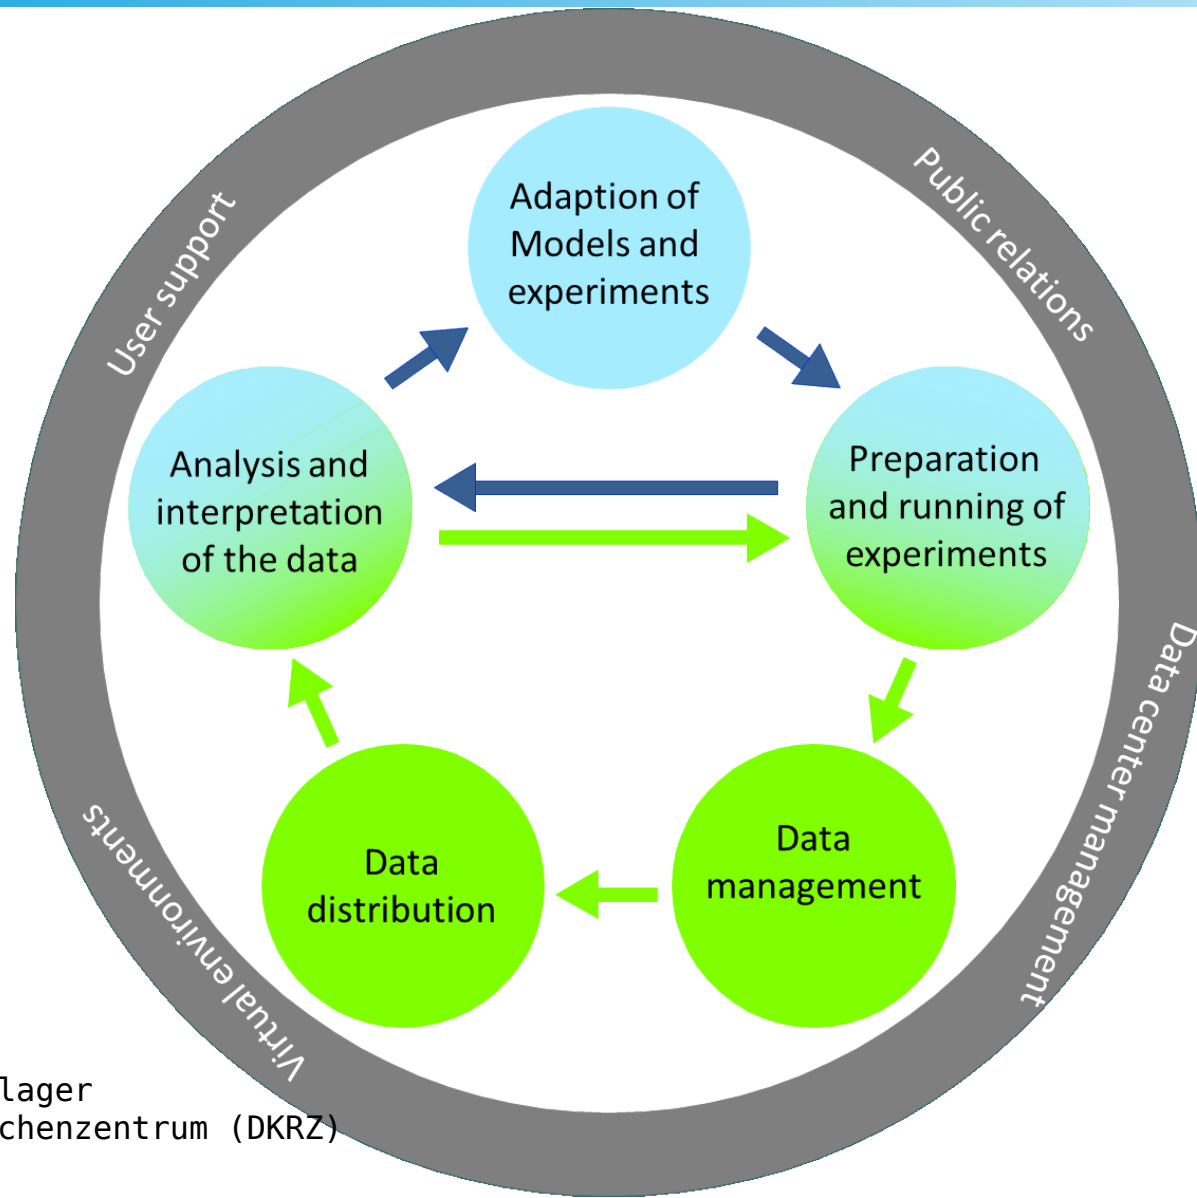 Adaption of
Models and
experiments
Public relations
User support
Analysis and
interpretation
of the data
Preparation
and running of
experiments
Data center management
Data
distribution
Data
management
Virtual environments
lager
chenzentrum (DKRZ)